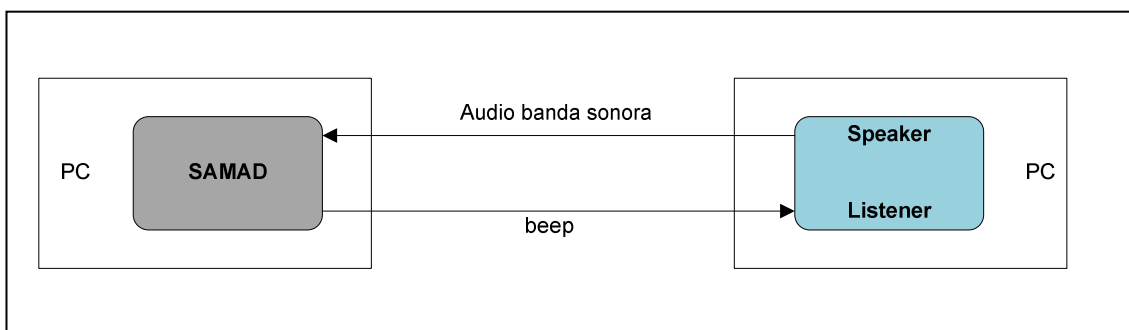 Audio banda sonora
Speaker
PC
SAMAD
PC
Listener
beep